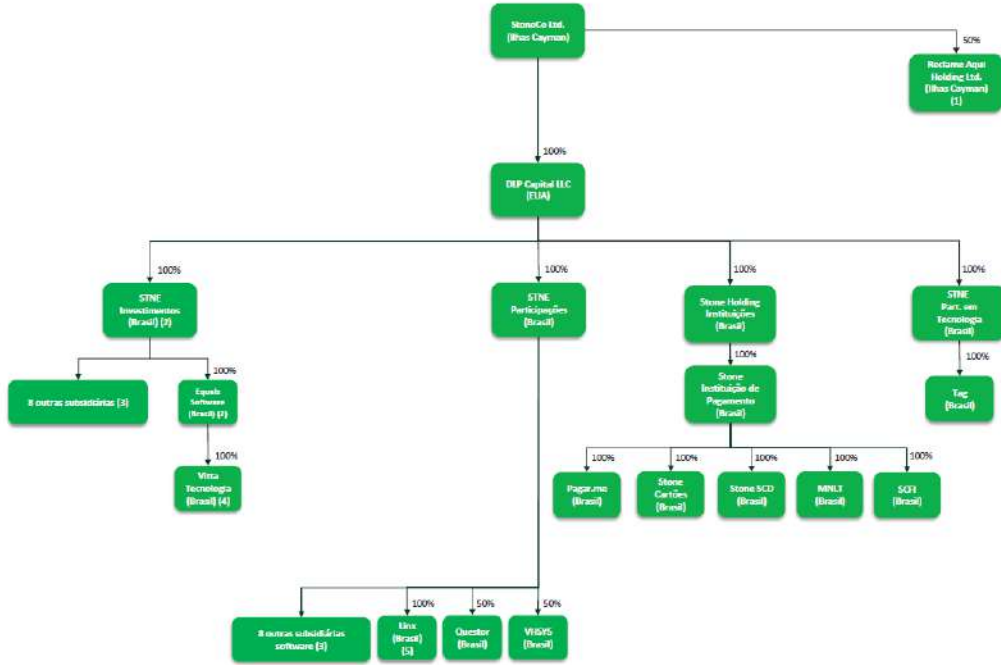 StoneCo Ltd.
(Ilhas Cayman)
50%
Reclame Aqui
Holding Ltd.
(Ilhas Cayman)
(1)
100%
DLP Capital LLC
(EUA)
100%
STNE
Investimentos
(Brasil) (2)
100%
STNE
Participações
(Brasil)
100%
Stone Holding
Instituições
(Brasil)
100%
STNE
Part. em
Tecnologia
(Brasil)
8 outras subsidiárias (3)
100%
Equals
Software
(Brasil) (2)
100%
Stone
Instituição de
Pagamento
(Brasil)
100%
Tag
(Brasil)
100%
Vitta
Tecnologia
(Brasil) (4)
100%
Pagar.me
(Brasil)
100%
Stone
Cartões
(Brasil)
100%
Stone SCD
(Brasil)
100%
MNLT
(Brasil)
100%
SCFI
(Brasil)
8 outras subsidiárias
software (3)
100%
Linx
(Brasil)
(5)
50%
Questor
(Brasil)
50%
VHSYS
(Brasil)